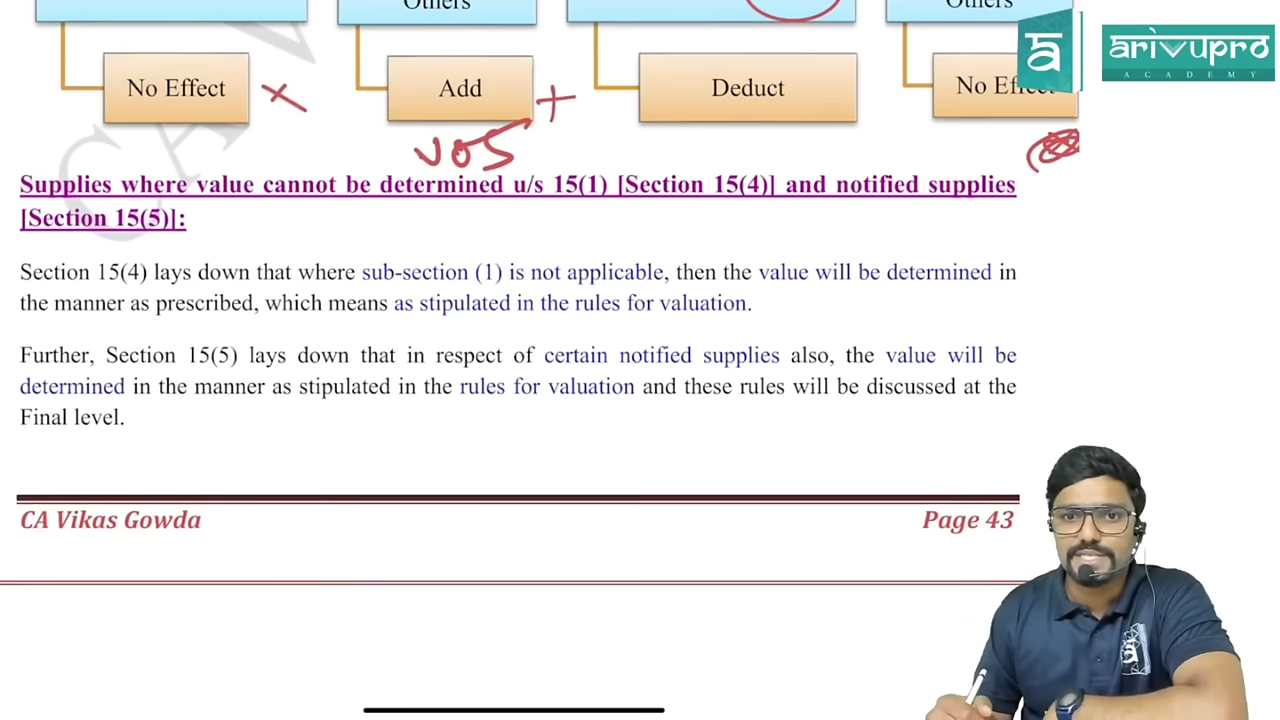 Others
Others
No Effect
Add
Deduct
No Effect
VOS
arivupro
ACADEMY
Supplies where value cannot be determined u/s 15(1) [Section 15(4)] and notified supplies
[Section 15(5)]:
Section 15(4) lays down that where sub-section (1) is not applicable, then the value will be determined in
the manner as prescribed, which means as stipulated in the rules for valuation.
Further, Section 15(5) lays down that in respect of certain notified supplies also, the value will be
determined in the manner as stipulated in the rules for valuation and these rules will be discussed at the
Final level.
CA Vikas Gowda
Page 43